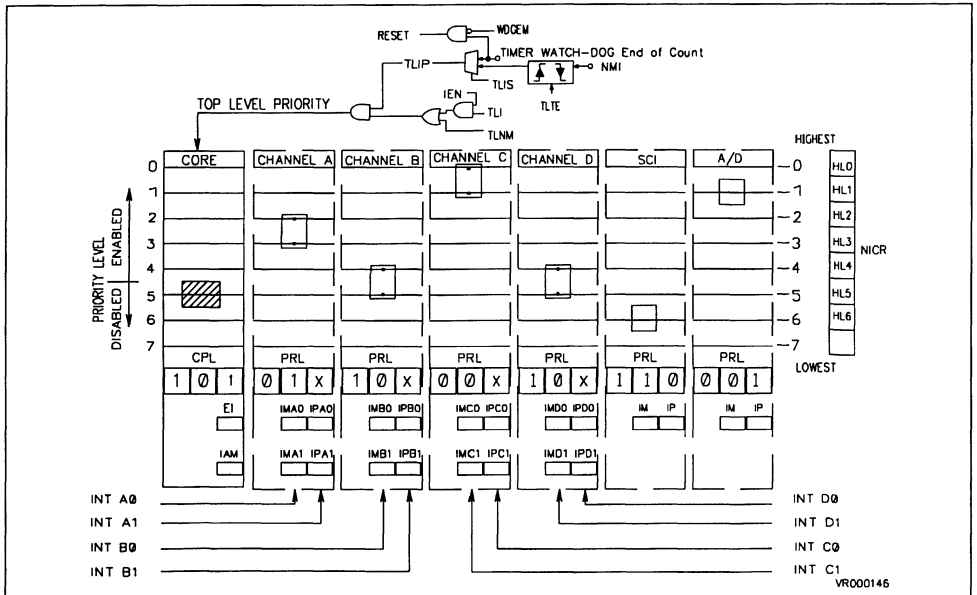 RESET
WDGEM
TIMER WATCH-DOG End of Count
NMI
TLIP
TLIS
TLTE
IEN
TLI
TLNM
TOP LEVEL PRIORITY
HIGHEST
CORE CHANNEL A CHANNEL B CHANNEL C CHANNEL D SCI A/D
0 0 HL0
1 1 HL1
2 2 HL2
3 3 HL3
NICR
4 4 HL4
5 5 HL5
6 6 HL6
7 7
PRIORITY LEVEL
DISABLED ENABLED
LOWEST
CPL PRL PRL PRL PRL PRL PRL
1 0 1 0 1 X 1 0 X 0 0 X 1 0 X 1 1 0 0 0 1
EI IMA0 IPA0 IMB0 IPB0 IMC0 IPC0 IMD0 IPD0 IM IP IM IP
IAM IMA1 IPA1 IMB1 IPB1 IMC1 IPC1 IMD1 IPD1
INT A0 INT D0
INT A1 INT D1
INT B0 INT C0
INT B1 INT C1
VR000146